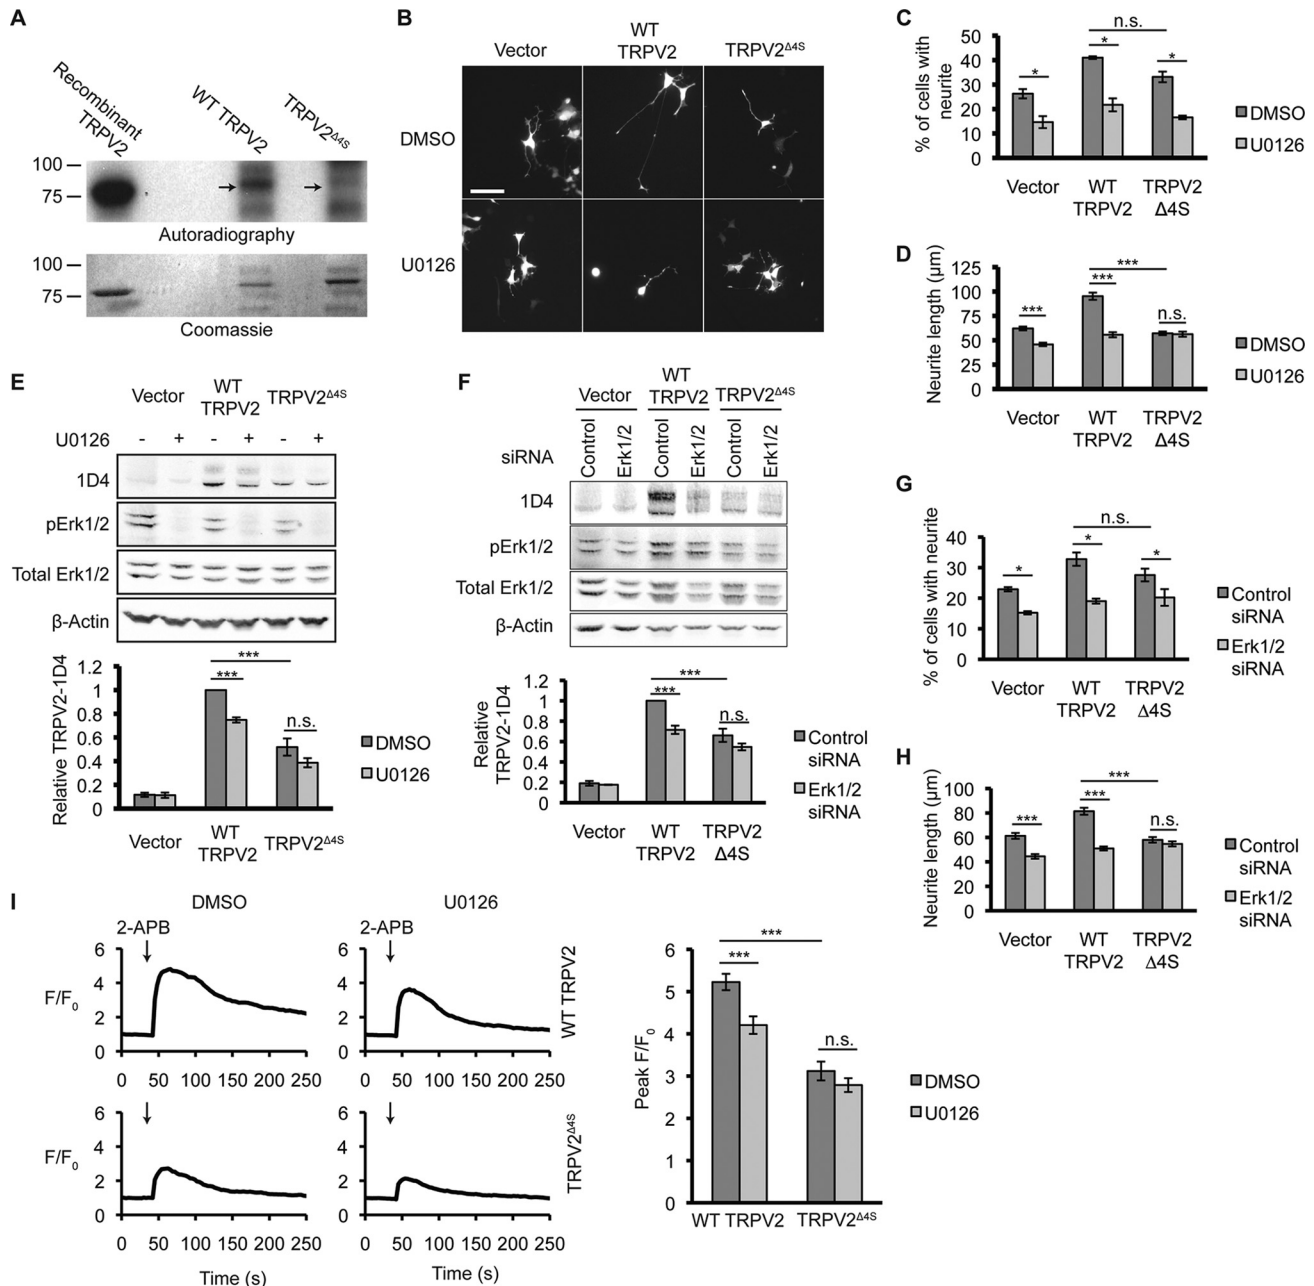 A
Recombinant
TRPV2
WT TRPV2
TRPV2Δ4S
100
75
Autoradiography
100
75
Coomassie
B
Vector
WT
TRPV2
TRPV2Δ4S
DMSO
U0126
C
n.s.
*
*
*
50
40
30
20
10
0
% of cells with
neurite
Vector
WT
TRPV2
TRPV2
Δ4S
DMSO
U0126
D
***
***
***
n.s.
125
100
75
50
25
0
Neurite length (μm)
Vector
WT
TRPV2
TRPV2
Δ4S
DMSO
U0126
E
Vector
WT
TRPV2
TRPV2Δ4S
U0126 - + - + - +
1D4
pErk1/2
Total Erk1/2
β-Actin
***
***
n.s.
1.2
1
0.8
0.6
0.4
0.2
0
Relative TRPV2-1D4
Vector
WT
TRPV2
TRPV2Δ4S
DMSO
U0126
F
Vector
WT
TRPV2
TRPV2Δ4S
siRNA
Control
Erk1/2
Control
Erk1/2
Control
Erk1/2
1D4
pErk1/2
Total Erk1/2
β-Actin
***
***
n.s.
1.2
1
0.8
0.6
0.4
0.2
0
Relative
TRPV2-1D4
Vector
WT
TRPV2
TRPV2
Δ4S
Control
siRNA
Erk1/2
siRNA
G
n.s.
*
*
*
40
30
20
10
0
% of cells with neurite
Vector
WT
TRPV2
TRPV2
Δ4S
Control
siRNA
Erk1/2
siRNA
H
***
***
***
n.s.
100
80
60
40
20
0
Neurite length (μm)
Vector
WT
TRPV2
TRPV2
Δ4S
Control
siRNA
Erk1/2
siRNA
I
DMSO
U0126
2-APB
2-APB
6
4
2
0
F/F0
0 50 100 150 200 250
6
4
2
0
0 50 100 150 200 250
WT TRPV2
6
4
2
0
F/F0
0 50 100 150 200 250
Time (s)
6
4
2
0
0 50 100 150 200 250
Time (s)
TRPV2Δ4S
***
***
n.s.
6
5
4
3
2
1
0
Peak F/F0
WT TRPV2
TRPV2Δ4S
DMSO
U0126